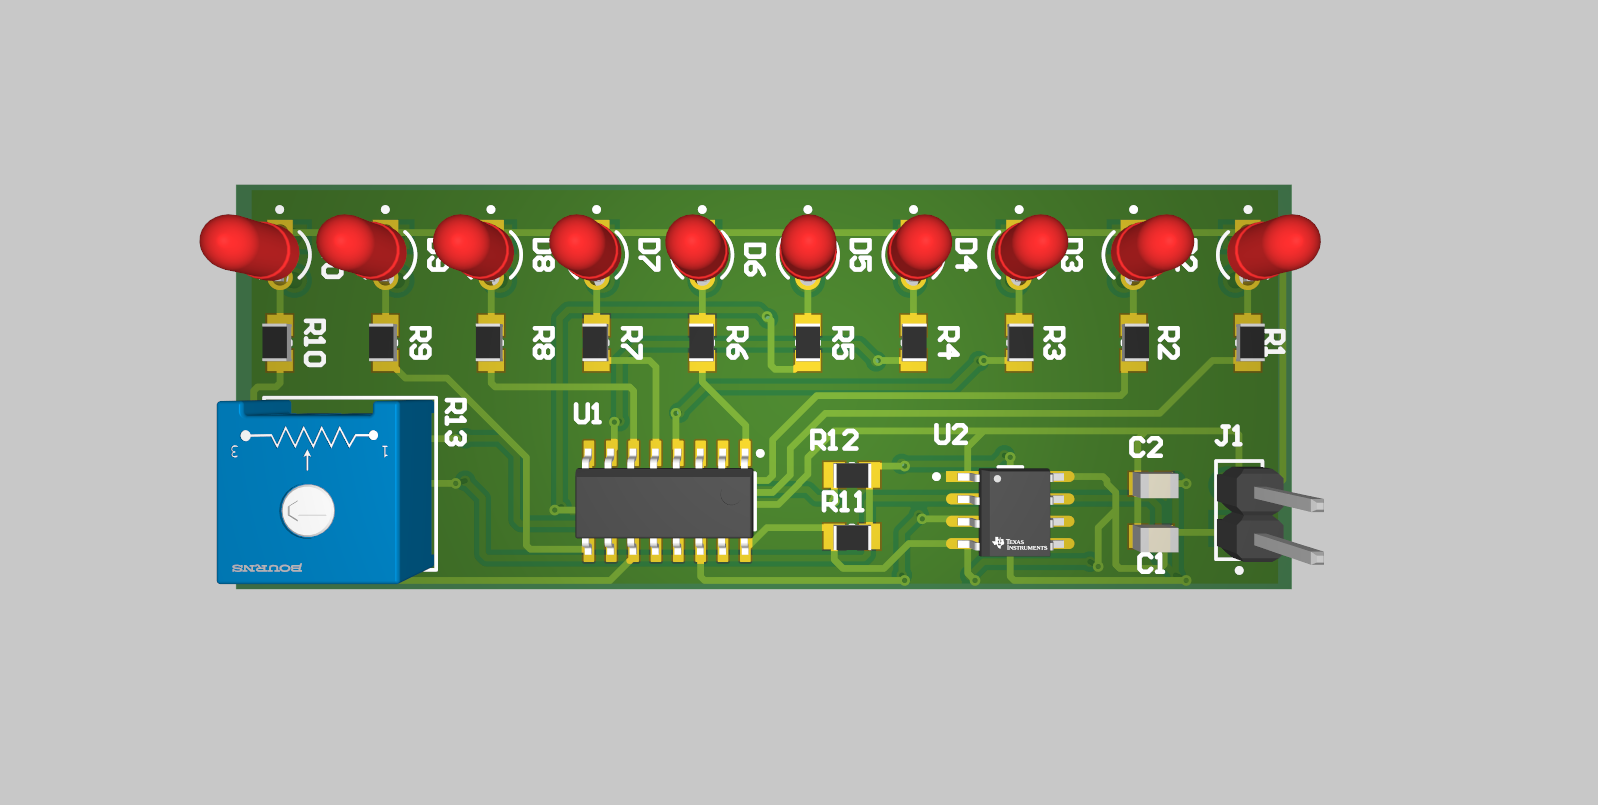 D8
D7
D6
D5
D4
R10
R9
R8
R7
R6
R5
R4
R3
R2
R1
R13
3
1
BOURNS
U1
R12
R11
U2
TEXAS
INSTRUMENTS
C2
C1
J1